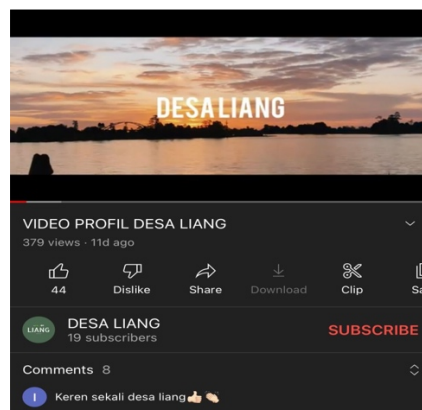 DESA LIANG
VIDEO PROFIL DESA LIANG
379 views · 11d ago
44 Dislike Share Download Clip
LIANG
DESA LIANG
19 subscribers
SUBSCRIBE
Comments 8
I Keren sekali desa liang👍🏻👏🏻